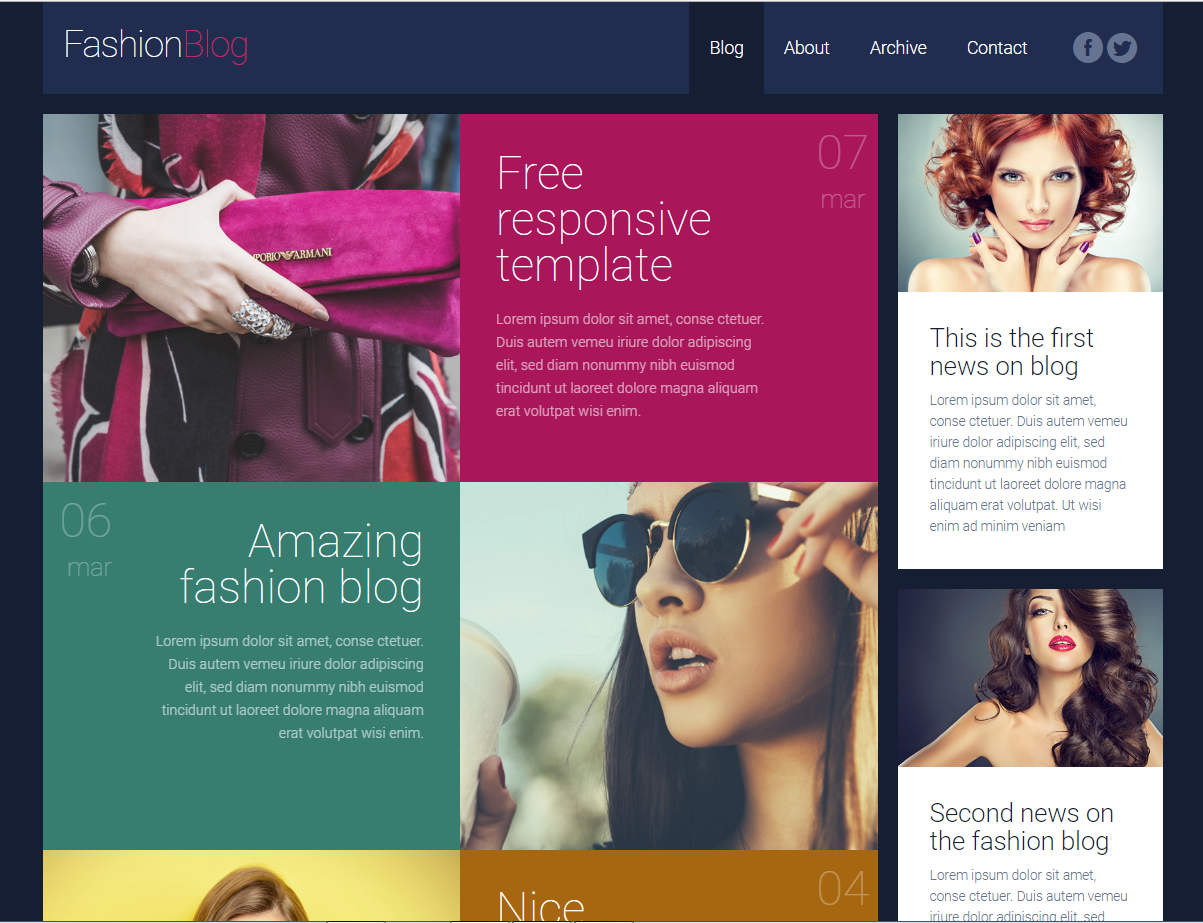 FashionBlog
Blog
About
Archive
Contact
PORIO ARMANI
07
mar
Free
responsive
template
Lorem ipsum dolor sit amet, conse ctetuer.
Duis autem vemeu iriure dolor adipiscing
elit, sed diam nonummy nibh euismod
tincidunt ut laoreet dolore magna aliquam
erat volutpat wisi enim.
06
mar
Amazing
fashion blog
Lorem ipsum dolor sit amet, conse ctetuer.
Duis autem vemeu iriure dolor adipiscing
elit, sed diam nonummy nibh euismod
tincidunt ut laoreet dolore magna aliquam
erat volutpat wisi enim.
04
Nice
This is the first
news on blog
Lorem ipsum dolor sit amet,
conse ctetuer. Duis autem vemeu
iriure dolor adipiscing elit, sed
diam nonummy nibh euismod
tincidunt ut laoreet dolore magna
aliquam erat volutpat. Ut wisi
enim ad minim veniam
Second news on
the fashion blog
Lorem ipsum dolor sit amet,
conse ctetuer. Duis autem vemeu
iriure dolor adipiscing elit, sed